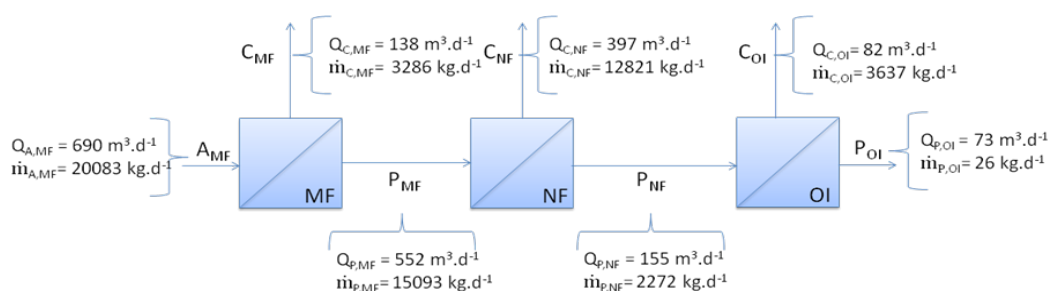 C_MF
Q_C,MF = 138 m³.d⁻¹
ṁ_C,MF= 3286 kg.d⁻¹
C_NF
Q_C,NF = 397 m³.d⁻¹
ṁ_C,NF= 12821 kg.d⁻¹
C_OI
Q_C,OI= 82 m³.d⁻¹
ṁ_C,OI= 3637 kg.d⁻¹
Q_A,MF = 690 m³.d⁻¹
ṁ_A,MF= 20083 kg.d⁻¹
A_MF
MF
P_MF
NF
P_NF
OI
P_OI
Q_P,OI = 73 m³.d⁻¹
ṁ_P,OI= 26 kg.d⁻¹
Q_P,MF = 552 m³.d⁻¹
ṁ_P,MF= 15093 kg.d⁻¹
Q_P,NF = 155 m³.d⁻¹
ṁ_P,NF= 2272 kg.d⁻¹